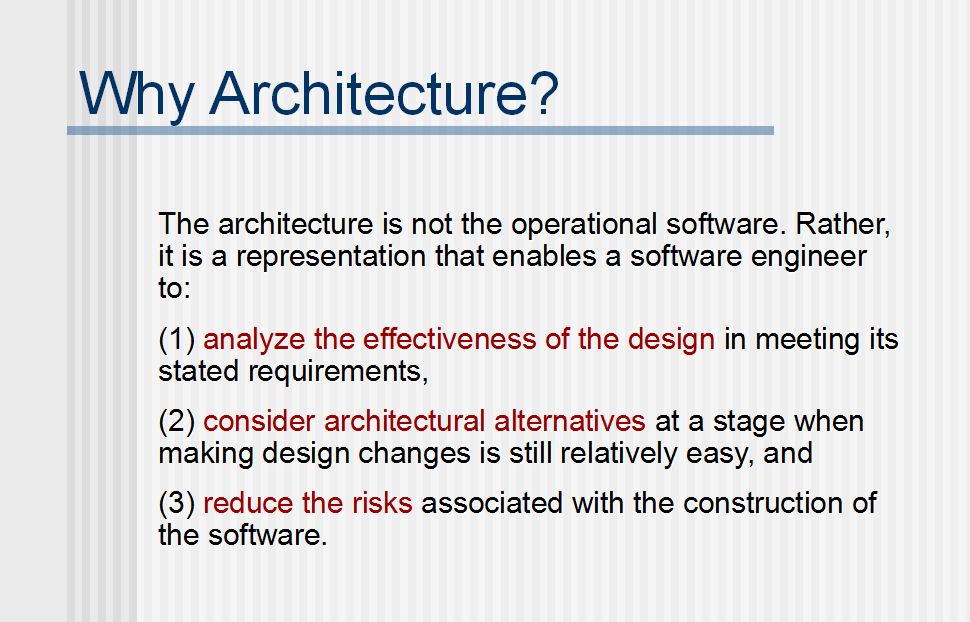 Why Architecture?
The architecture is not the operational software. Rather,
it is a representation that enables a software engineer
to:
(1) analyze the effectiveness of the design in meeting its
stated requirements,
(2) consider architectural alternatives at a stage when
making design changes is still relatively easy, and
(3) reduce the risks associated with the construction of
the software.